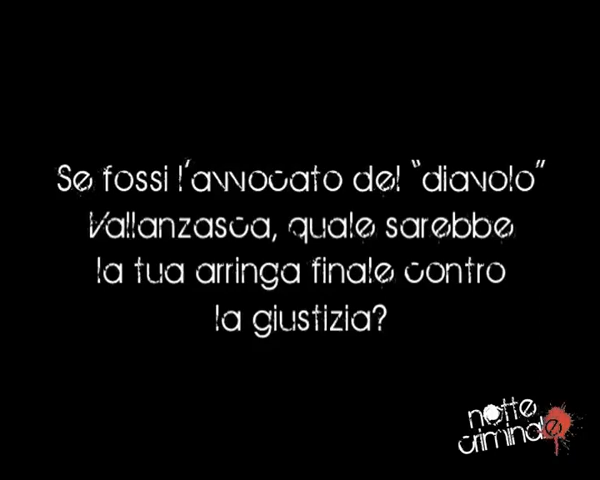 Se fossi l'avvocato del "diavolo"
Vallanzasca, quale sarebbe
la tua arringa finale contro
la giustizia?
notte
criminale